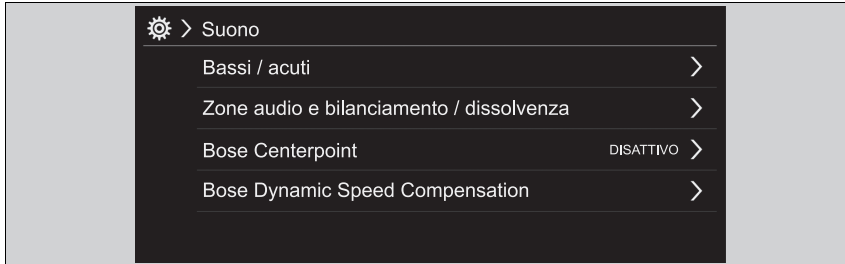 Suono
Bassi / acuti
Zone audio e bilanciamento / dissolvenza
Bose Centerpoint DISATTIVO
Bose Dynamic Speed Compensation